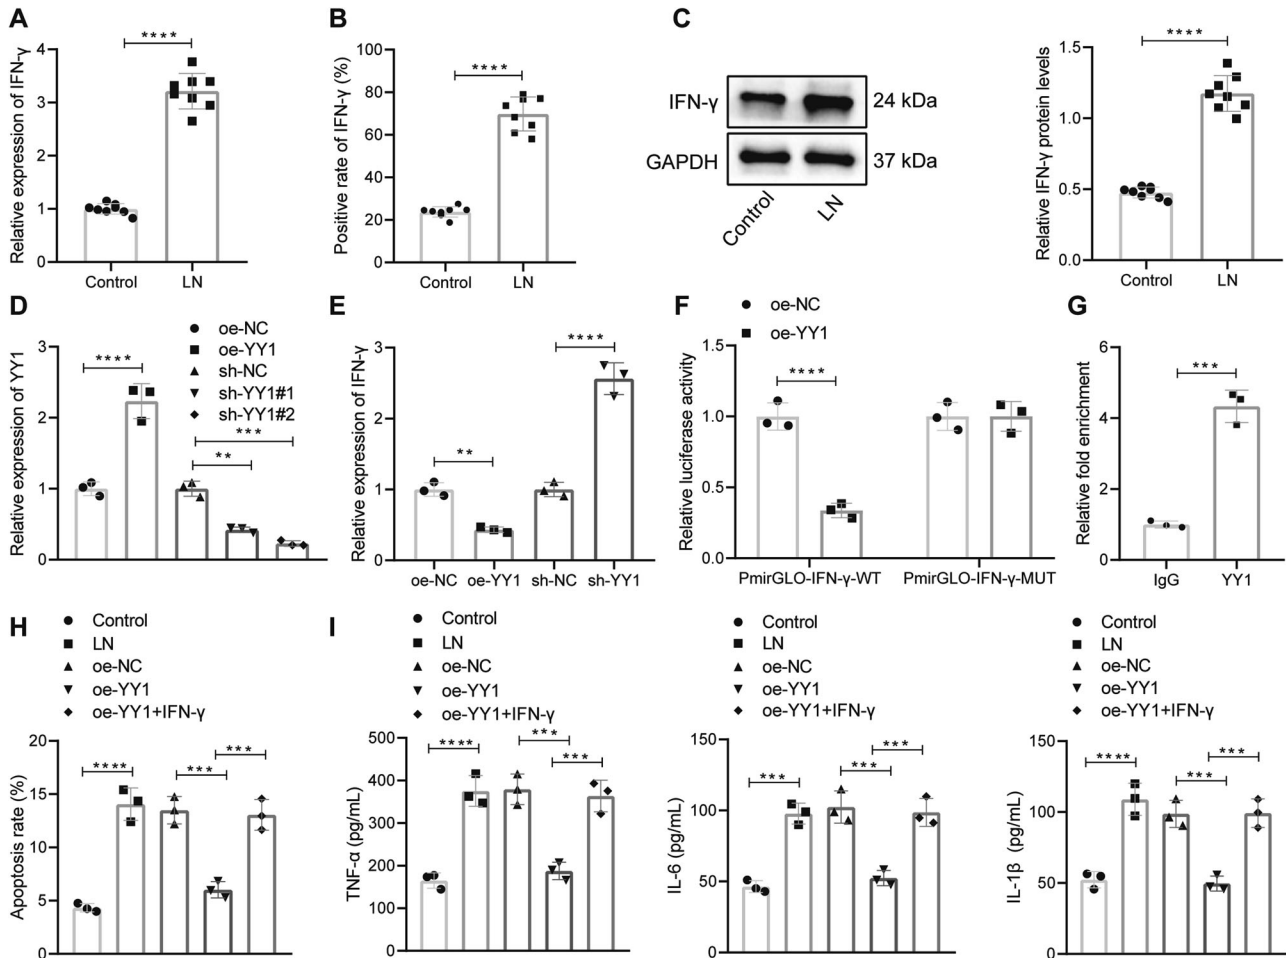 A
Relative expression of IFN-γ
4
3
2
1
0
****
Control
LN
B
Positive rate of IFN-γ (%)
100
80
60
40
20
0
****
Control
LN
C
IFN-γ
24 kDa
GAPDH
37 kDa
Control
LN
Relative IFN-γ protein levels
1.5
1.0
0.5
0.0
****
Control
LN
D
Relative expression of YY1
3
2
1
0
****
**
***
oe-NC
oe-YY1
sh-NC
sh-YY1#1
sh-YY1#2
E
Relative expression of IFN-γ
3
2
1
0
**
****
oe-NC
oe-YY1
sh-NC
sh-YY1
F
oe-NC
oe-YY1
Relative luciferase activity
1.5
1.0
0.5
0.0
****
PmirGLO-IFN-γ-WT
PmirGLO-IFN-γ-MUT
G
Relative fold enrichment
6
4
2
0
***
IgG
YY1
H
Control
LN
oe-NC
oe-YY1
oe-YY1+IFN-γ
Apoptosis rate (%)
20
15
10
5
0
****
***
***
I
Control
LN
oe-NC
oe-YY1
oe-YY1+IFN-γ
TNF-α (pg/mL)
500
400
300
200
100
0
****
***
***
Control
LN
oe-NC
oe-YY1
oe-YY1+IFN-γ
IL-6 (pg/mL)
150
100
50
0
***
***
***
Control
LN
oe-NC
oe-YY1
oe-YY1+IFN-γ
IL-1β (pg/mL)
150
100
50
0
****
***
***